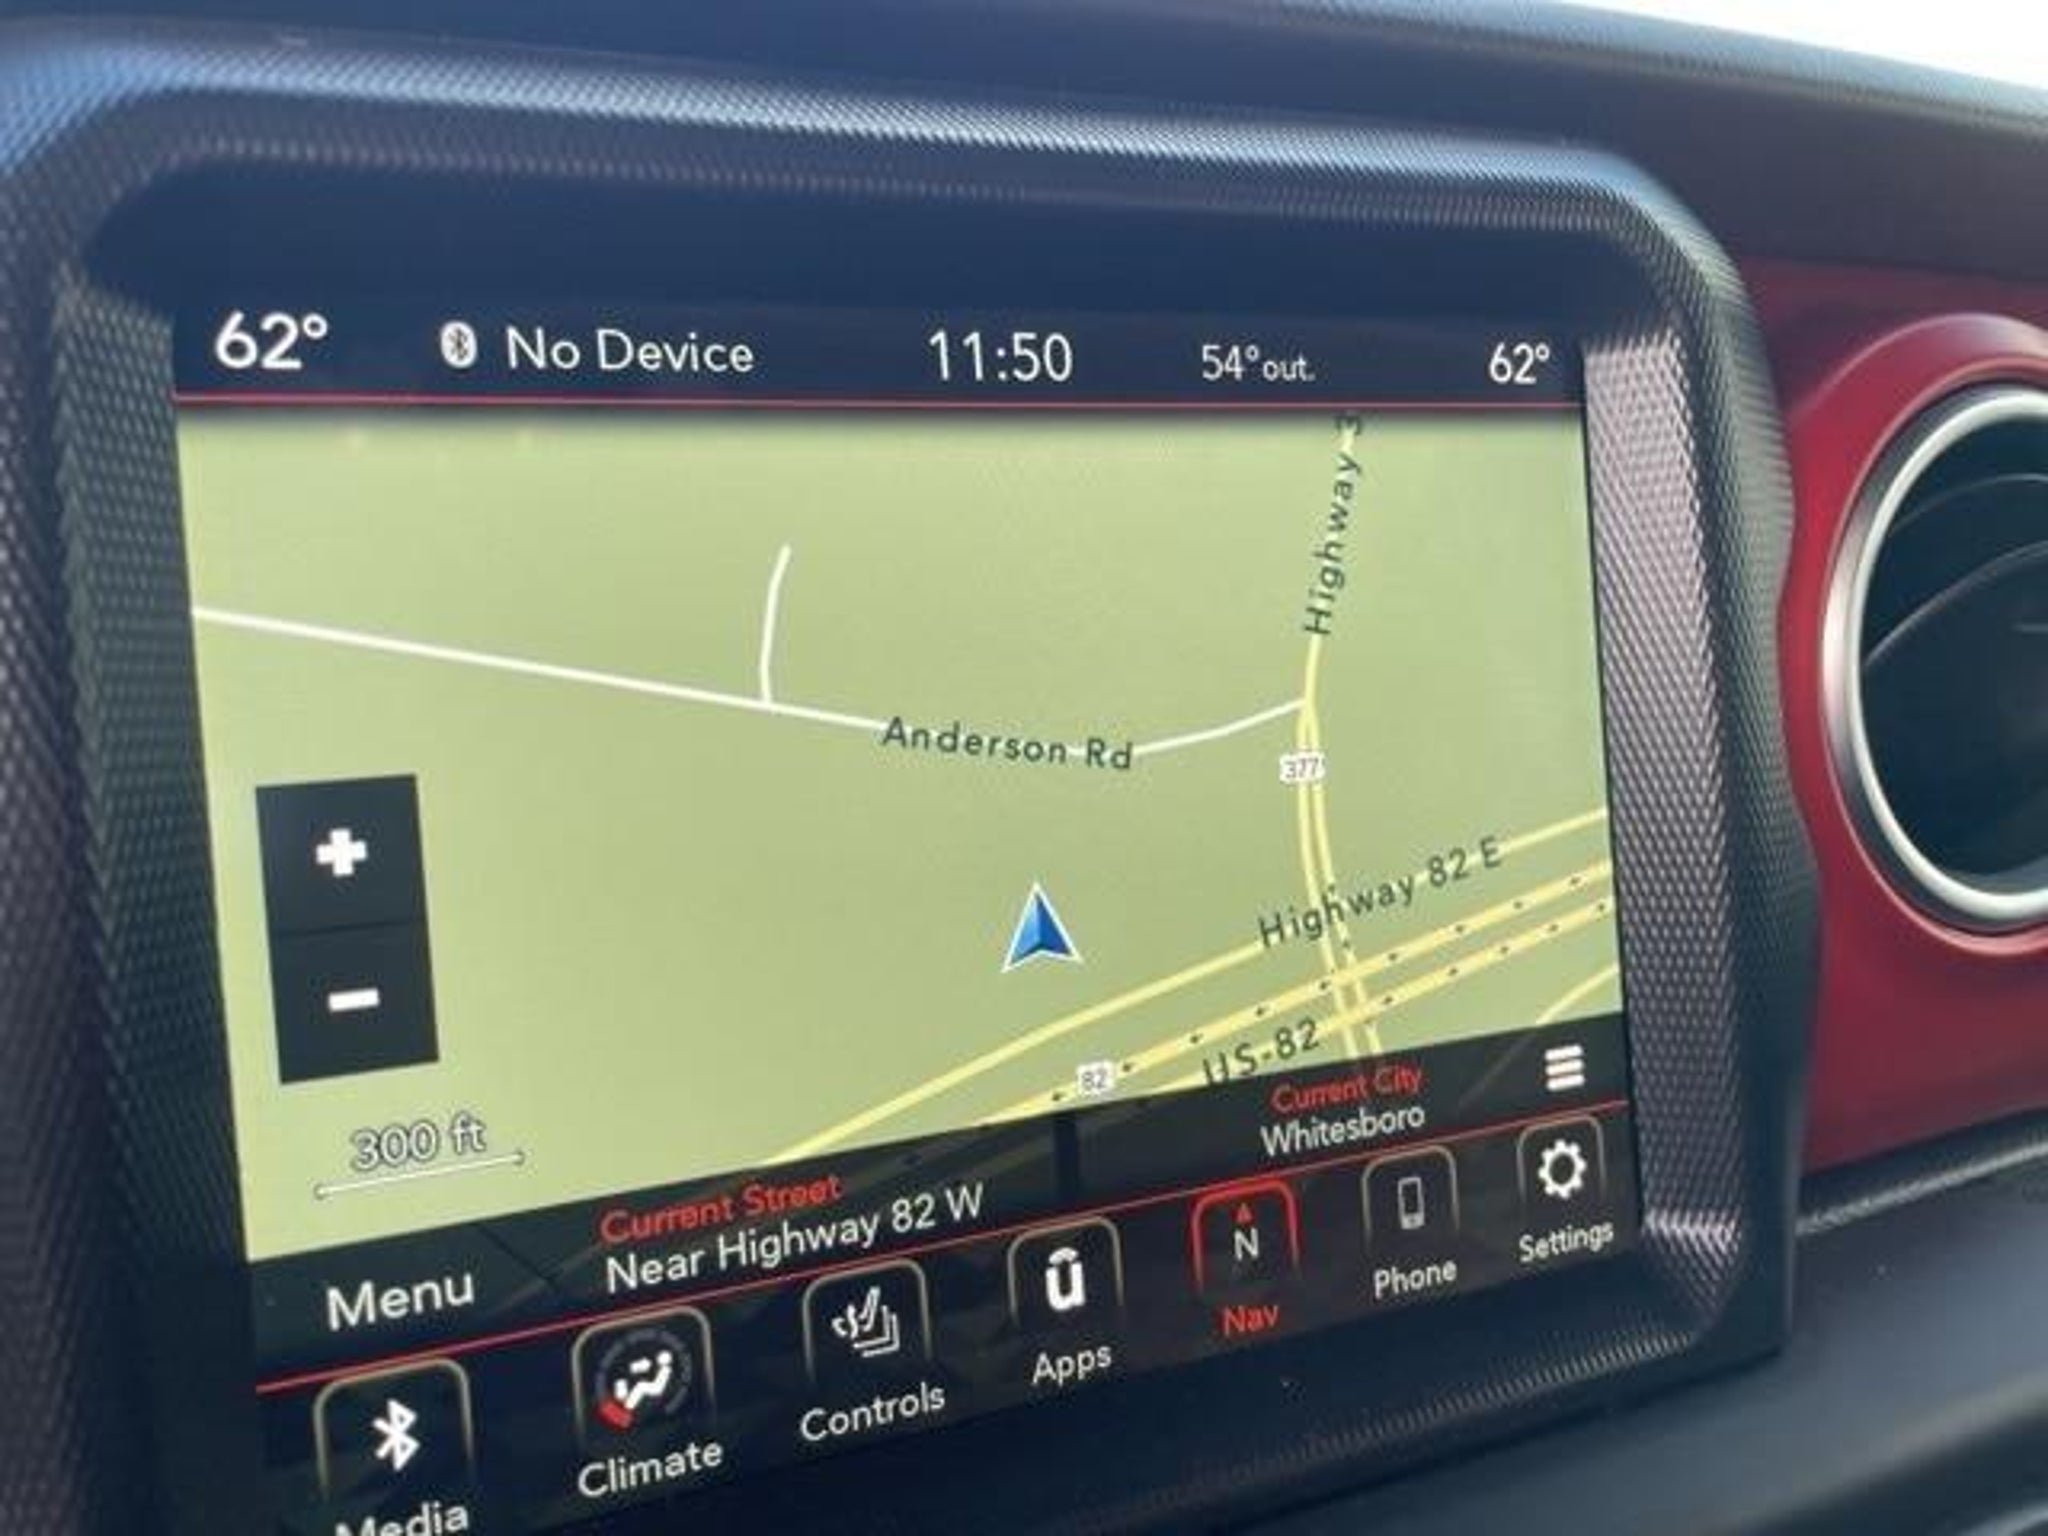 62° No Device 11:50 54°out. 62°
Highway 3
Anderson Rd
377
Highway 82 E
US-82
82
300 ft
Current City
Whitesboro
Current Street
Near Highway 82 W
Menu
Media
Climate
Controls
Apps
N
Nav
Phone
Settings